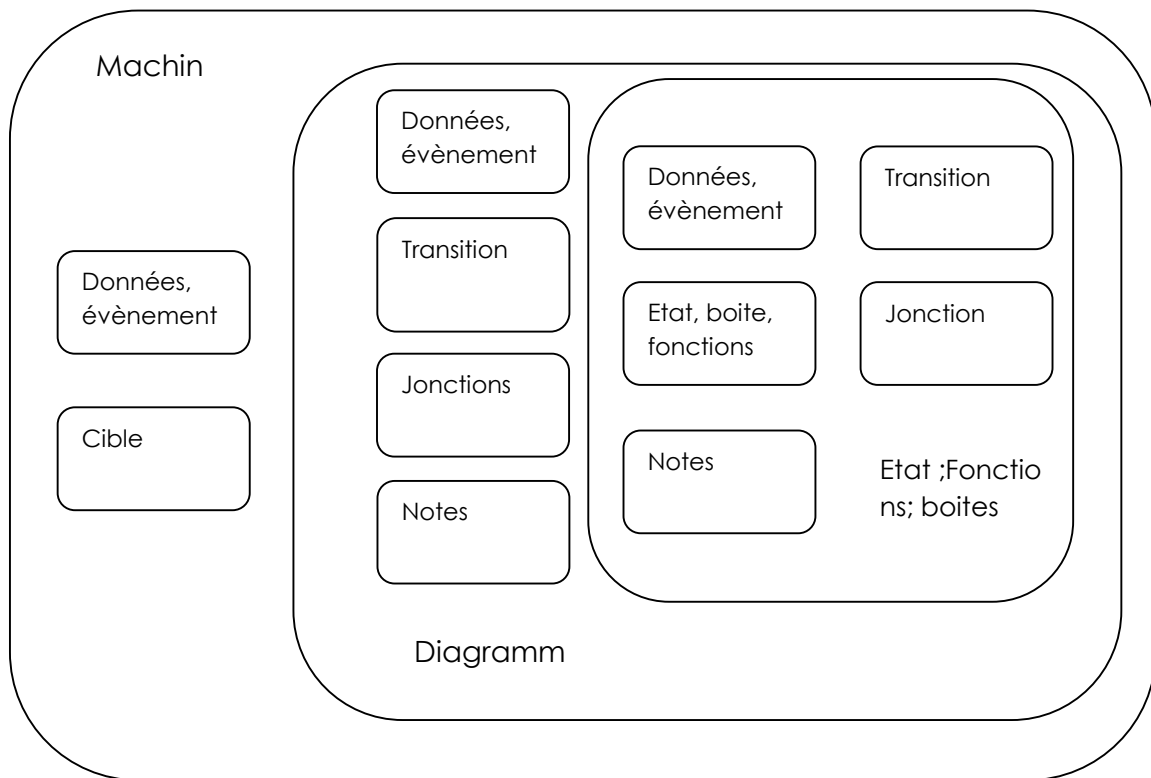 Machin
Données,
évènement
Cible
Données,
évènement
Transition
Jonctions
Notes
Diagramm
Données,
évènement
Transition
Etat, boite,
fonctions
Jonction
Notes
Etat ;Fonctio
ns; boites